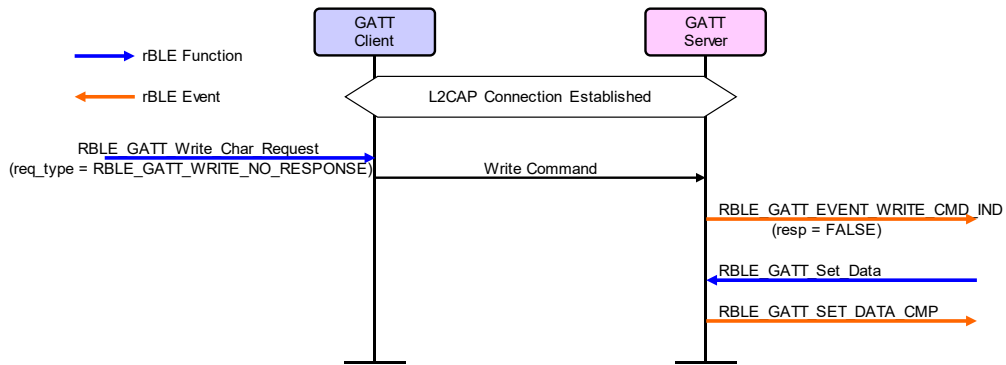 GATT
Client
GATT
Server
rBLE Function
rBLE Event
L2CAP Connection Established
RBLE_GATT_Write_Char_Request
(req_type = RBLE_GATT_WRITE_NO_RESPONSE)
Write Command
RBLE_GATT_EVENT_WRITE_CMD_IND
(resp = FALSE)
RBLE_GATT_Set_Data
RBLE_GATT_SET_DATA_CMP